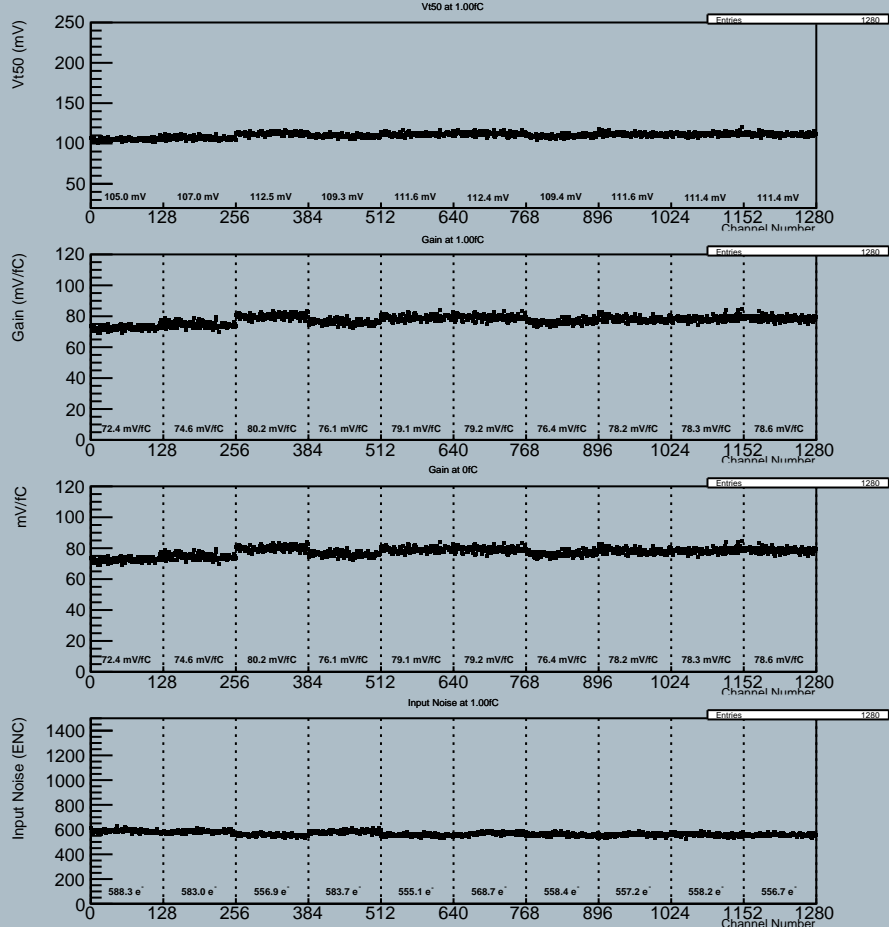 Vt50 at 1.00fC
Entries 1280
Vt50 (mV)
250
200
150
100
50
105.0 mV 107.0 mV 112.5 mV 109.3 mV 111.6 mV 112.4 mV 109.4 mV 111.6 mV 111.4 mV 111.4 mV
0 128 256 384 512 640 768 896 1024 1152 1280
Channel Number
Gain at 1.00fC
Entries 1280
Gain (mV/fC)
120
100
80
60
40
20
0
72.4 mV/fC 74.6 mV/fC 80.2 mV/fC 76.1 mV/fC 79.1 mV/fC 79.2 mV/fC 76.4 mV/fC 78.2 mV/fC 78.3 mV/fC 78.6 mV/fC
0 128 256 384 512 640 768 896 1024 1152 1280
Channel Number
Gain at 0fC
Entries 1280
mV/fC
120
100
80
60
40
20
0
72.4 mV/fC 74.6 mV/fC 80.2 mV/fC 76.1 mV/fC 79.1 mV/fC 79.2 mV/fC 76.4 mV/fC 78.2 mV/fC 78.3 mV/fC 78.6 mV/fC
0 128 256 384 512 640 768 896 1024 1152 1280
Channel Number
Input Noise at 1.00fC
Entries 1280
Input Noise (ENC)
1400
1200
1000
800
600
400
200
0
588.3 e⁻ 583.0 e⁻ 556.9 e⁻ 583.7 e⁻ 555.1 e⁻ 568.7 e⁻ 558.4 e⁻ 557.2 e⁻ 558.2 e⁻ 556.7 e⁻
0 128 256 384 512 640 768 896 1024 1152 1280
Channel Number